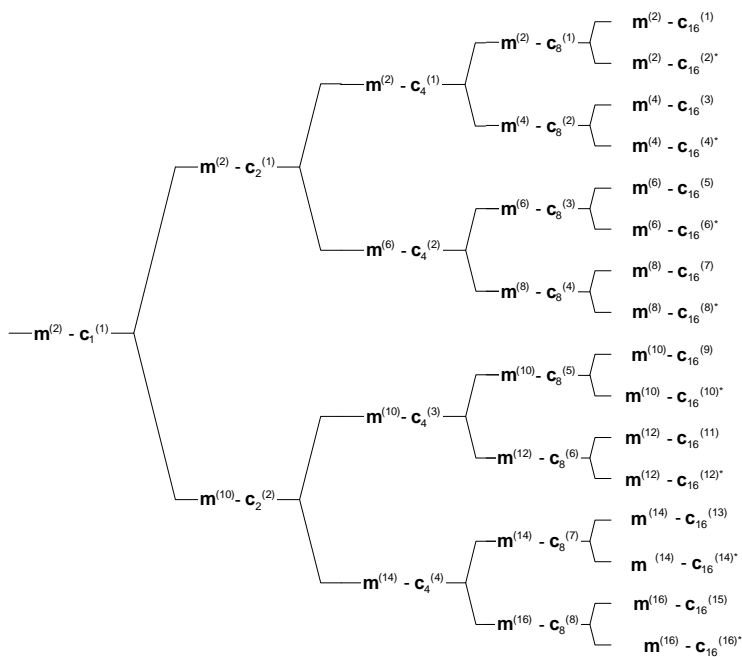 m⁽²⁾ - c₁₆⁽¹⁾
m⁽²⁾ - c₈⁽¹⁾
m⁽²⁾ - c₁₆⁽²⁾*
m⁽²⁾ - c₄⁽¹⁾
m⁽⁴⁾ - c₁₆⁽³⁾
m⁽⁴⁾ - c₈⁽²⁾
m⁽⁴⁾ - c₁₆⁽⁴⁾*
m⁽²⁾ - c₂⁽¹⁾
m⁽⁶⁾ - c₁₆⁽⁵⁾
m⁽⁶⁾ - c₈⁽³⁾
m⁽⁶⁾ - c₁₆⁽⁶⁾*
m⁽⁶⁾ - c₄⁽²⁾
m⁽⁸⁾ - c₁₆⁽⁷⁾
m⁽⁸⁾ - c₈⁽⁴⁾
m⁽⁸⁾ - c₁₆⁽⁸⁾*
m⁽²⁾ - c₁⁽¹⁾
m⁽¹⁰⁾ - c₁₆⁽⁹⁾
m⁽¹⁰⁾ - c₈⁽⁵⁾
m⁽¹⁰⁾ - c₁₆⁽¹⁰⁾*
m⁽¹⁰⁾ - c₄⁽³⁾
m⁽¹²⁾ - c₁₆⁽¹¹⁾
m⁽¹²⁾ - c₈⁽⁶⁾
m⁽¹²⁾ - c₁₆⁽¹²⁾*
m⁽¹⁰⁾ - c₂⁽²⁾
m⁽¹⁴⁾ - c₁₆⁽¹³⁾
m⁽¹⁴⁾ - c₈⁽⁷⁾
m ⁽¹⁴⁾ - c₁₆⁽¹⁴⁾*
m⁽¹⁴⁾ - c₄⁽⁴⁾
m⁽¹⁶⁾ - c₁₆⁽¹⁵⁾
m⁽¹⁶⁾ - c₈⁽⁸⁾
m⁽¹⁶⁾ - c₁₆⁽¹⁶⁾*